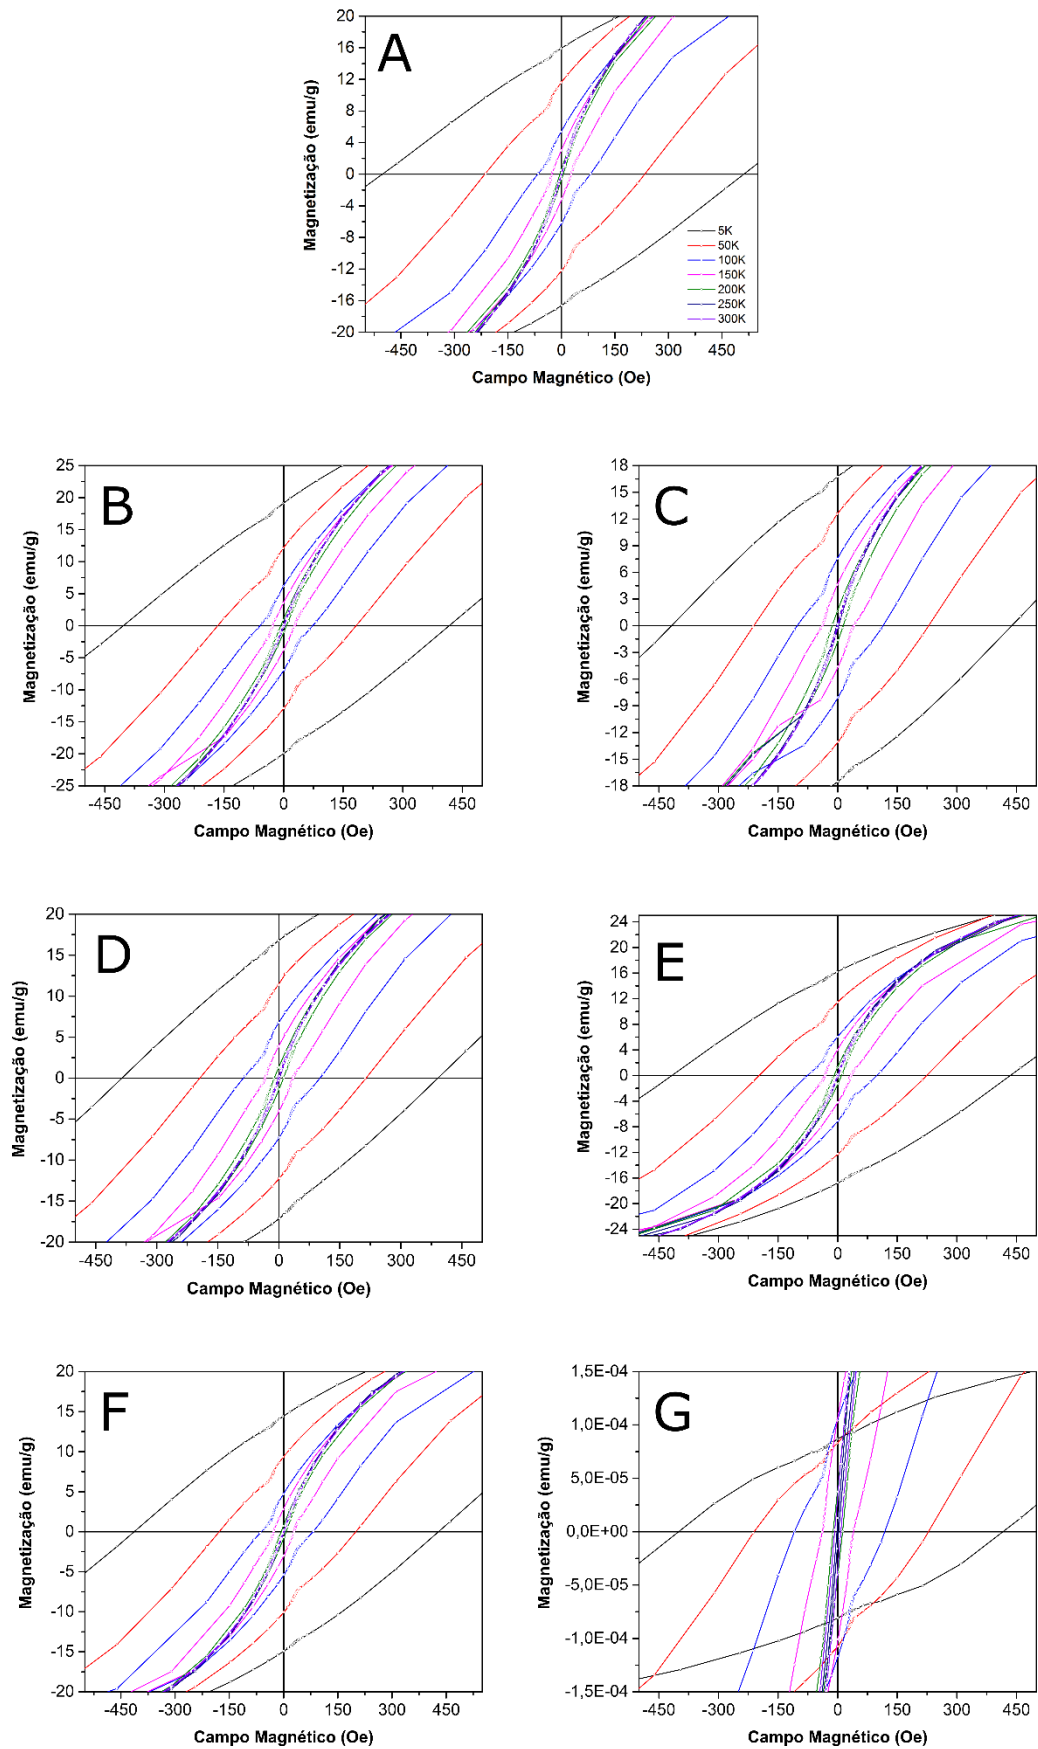 A
Magnetização (emu/g)
20
16
12
8
4
0
-4
-8
-12
-16
-20
5K
50K
100K
150K
200K
250K
300K
-450 -300 -150 0 150 300 450
Campo Magnético (Oe)
B
Magnetização (emu/g)
25
20
15
10
5
0
-5
-10
-15
-20
-25
-450 -300 -150 0 150 300 450
Campo Magnético (Oe)
C
Magnetização (emu/g)
18
15
12
9
6
3
0
-3
-6
-9
-12
-15
-18
-450 -300 -150 0 150 300 450
Campo Magnético (Oe)
D
Magnetização (emu/g)
20
15
10
5
0
-5
-10
-15
-20
-450 -300 -150 0 150 300 450
Campo Magnético (Oe)
E
Magnetização (emu/g)
24
20
16
12
8
4
0
-4
-8
-12
-16
-20
-24
-450 -300 -150 0 150 300 450
Campo Magnético (Oe)
F
Magnetização (emu/g)
20
15
10
5
0
-5
-10
-15
-20
-450 -300 -150 0 150 300 450
Campo Magnético (Oe)
G
Magnetização (emu/g)
1,5E-04
1,0E-04
5,0E-05
0,0E+00
-5,0E-05
-1,0E-04
-1,5E-04
-450 -300 -150 0 150 300 450
Campo Magnético (Oe)